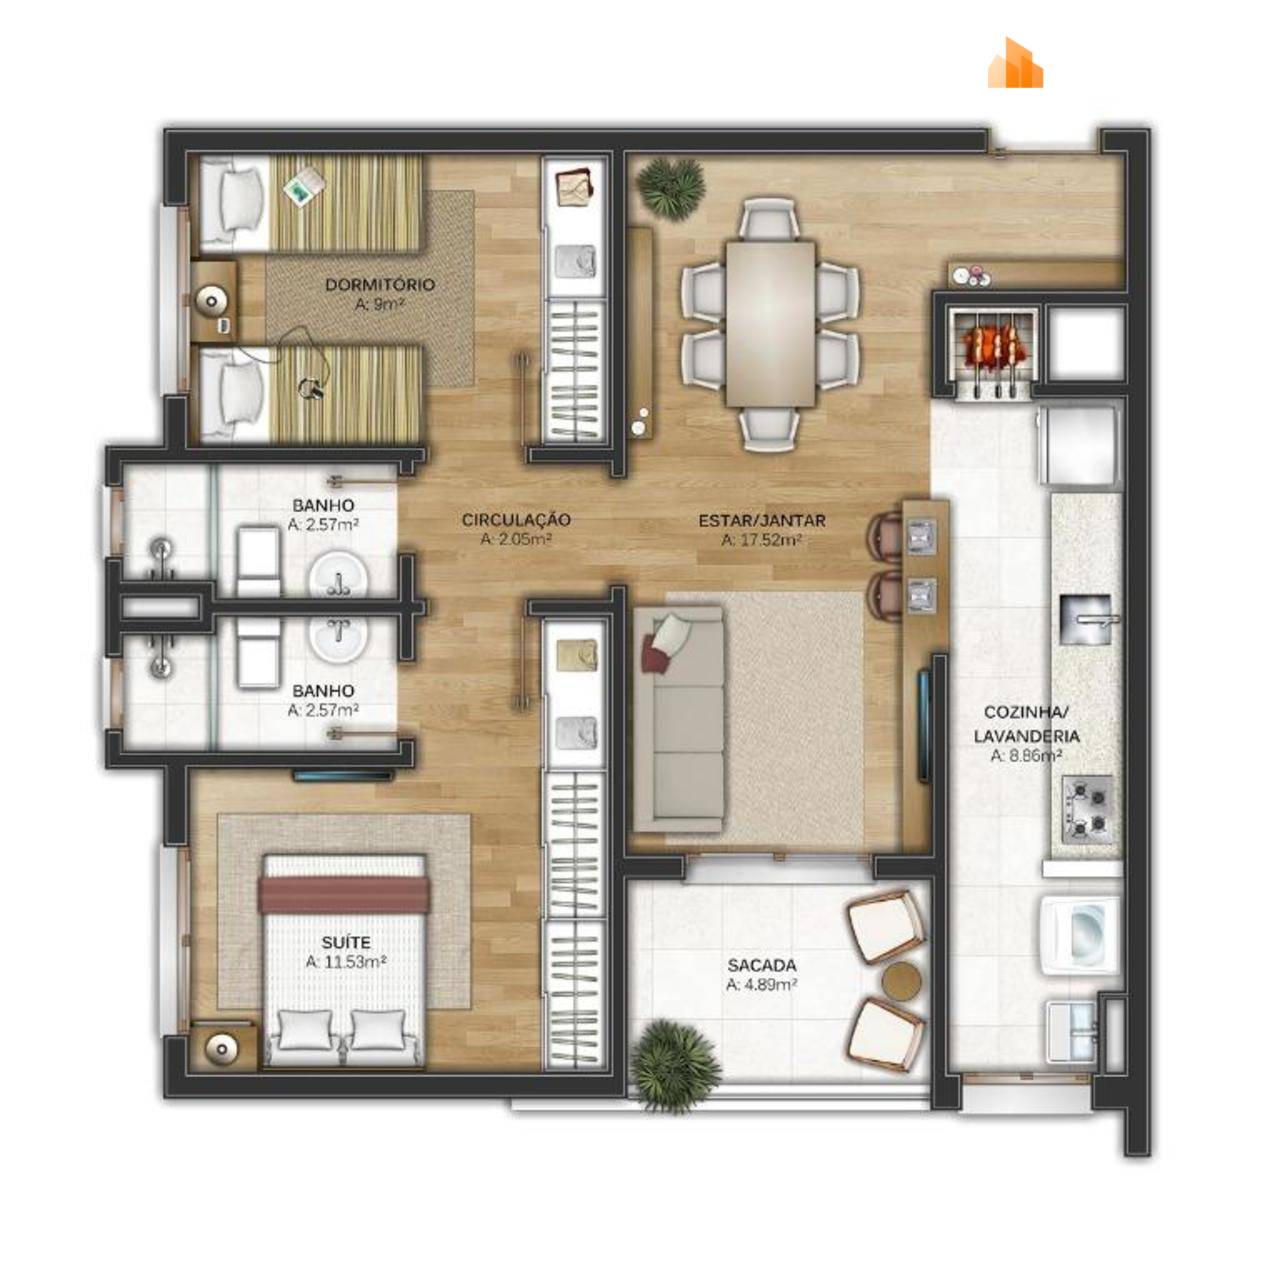 DORMITÓRIO
A: 9m²
BANHO
A: 2.57m²
CIRCULAÇÃO
A: 2.05m²
ESTAR/JANTAR
A: 17.52m²
BANHO
A: 2.57m²
COZINHA/
LAVANDERIA
A: 8.86m²
SUÍTE
A: 11.53m²
SACADA
A: 4.89m²